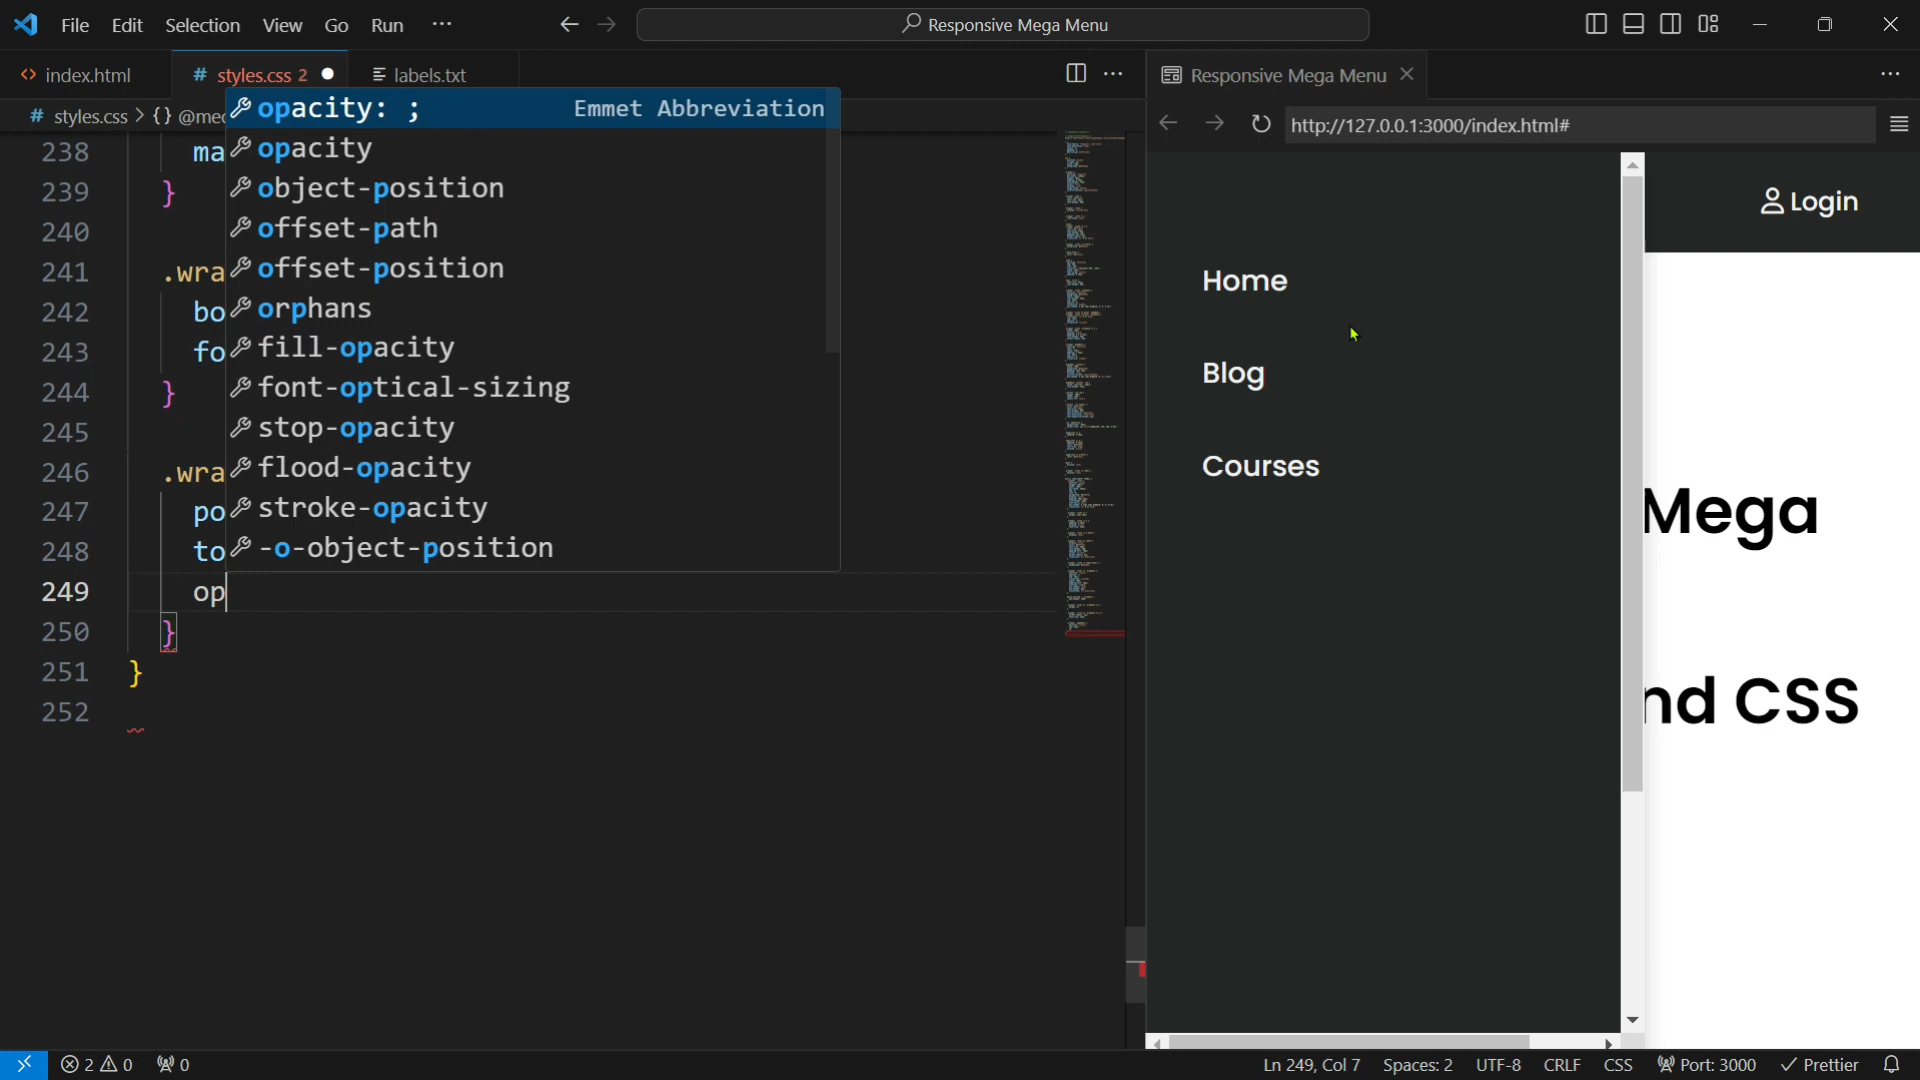 File Edit Selection View Go Run ···
Responsive Mega Menu
index.html
# styles.css 2
labels.txt
Responsive Mega Menu
# styles.css > {} @mec
http://127.0.0.1:3000/index.html#
opacity: ; Emmet Abbreviation
opacity
object-position
offset-path
offset-position
orphans
fill-opacity
font-optical-sizing
stop-opacity
flood-opacity
stroke-opacity
-o-object-position
238 ma
239 }
240
241 .wra
242 bo
243 fo
244 }
245
246 .wra
247 po
248 to
249 op
250 }
251 }
252
Login
Home
Blog
Courses
Mega
nd CSS
2 0 0
Ln 249, Col 7 Spaces: 2 UTF-8 CRLF CSS Port: 3000 Prettier